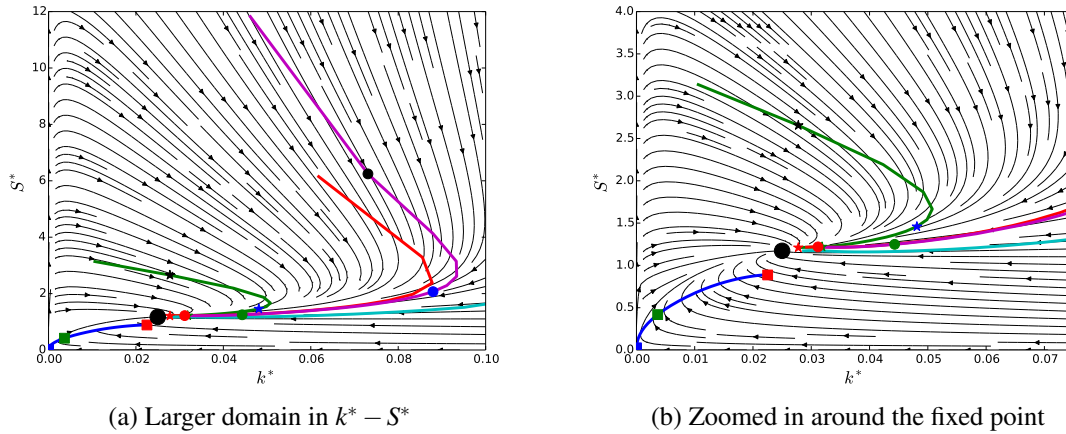 12
10
8
6
4
2
0
S*
0.00 0.02 0.04 0.06 0.08 0.10
k*
4.0
3.5
3.0
2.5
2.0
1.5
1.0
0.5
0.0
S*
0.00 0.01 0.02 0.03 0.04 0.05 0.06 0.07
k*
(a) Larger domain in k* − S*
(b) Zoomed in around the fixed point